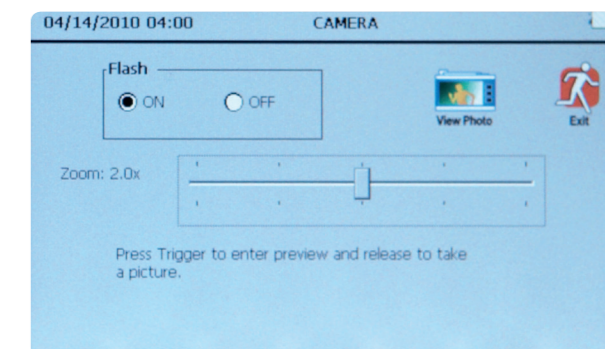 04/14/2010 04:00 CAMERA
Flash
ON OFF
View Photo Exit
Zoom: 2.0x
Press Trigger to enter preview and release to take
a picture.